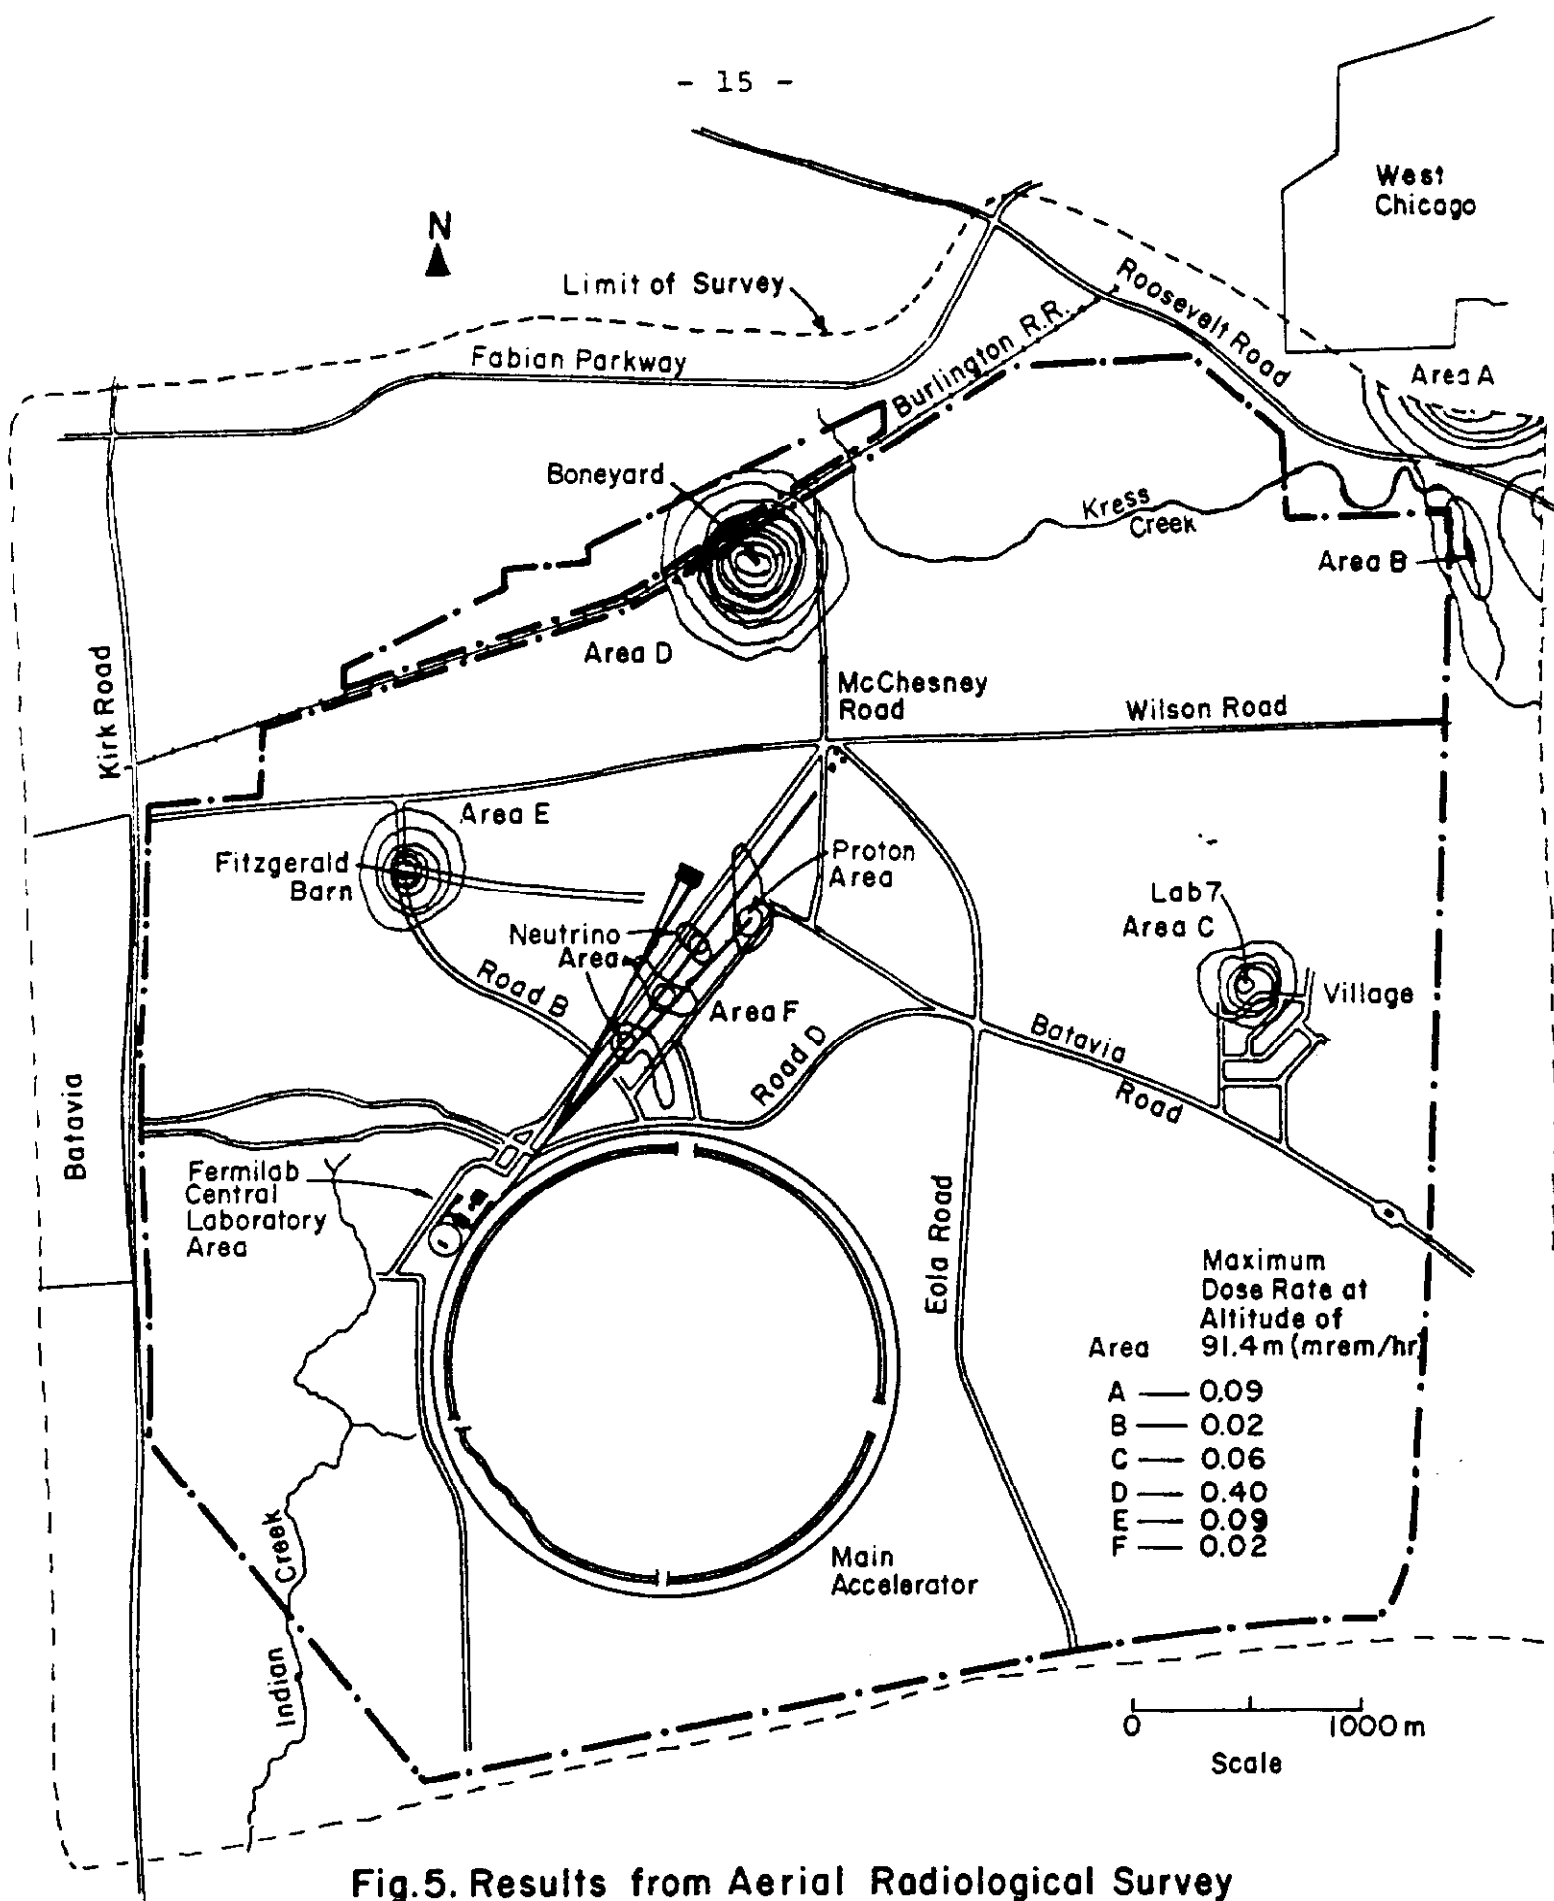 - 15 -
West
Chicago
N
Limit of Survey
Roosevelt Road
Burlington R.R.
Fabian Parkway
Area A
Boneyard
Kress
Creek
Area B
Area D
McChesney
Road
Wilson Road
Kirk Road
Area E
Fitzgerald
Barn
Proton
Area
Lab 7
Area C
Neutrino
Area
Road B
Area F
Village
Road D
Batavia
Road
Batavia
Fermilab
Central
Laboratory
Area
Eola Road
Maximum
Dose Rate at
Altitude of
Area 91.4m (mrem/hr)
A — 0.09
B — 0.02
C — 0.06
D — 0.40
E — 0.09
F — 0.02
Main
Accelerator
Indian Creek
0 1000 m
Scale
Fig. 5. Results from Aerial Radiological Survey